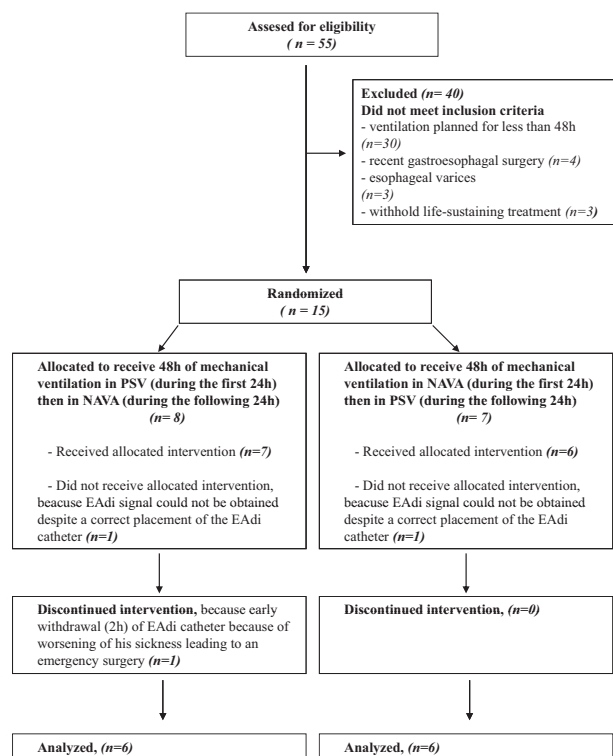 Assesed for eligibility
( n = 55)
Excluded (n= 40)
Did not meet inclusion criteria
- ventilation planned for less than 48h
(n=30)
- recent gastroesophagal surgery (n=4)
- esophageal varices
(n=3)
- withhold life-sustaining treatment (n=3)
Randomized
( n = 15)
Allocated to receive 48h of mechanical
ventilation in PSV (during the first 24h)
then in NAVA (during the following 24h)
(n= 8)
- Received allocated intervention (n=7)
- Did not receive allocated intervention,
beacuse EAdi signal could not be obtained
despite a correct placement of the EAdi
catheter (n=1)
Allocated to receive 48h of mechanical
ventilation in NAVA (during the first 24h)
then in PSV (during the following 24h)
(n= 7)
- Received allocated intervention (n=6)
- Did not receive allocated intervention,
beacuse EAdi signal could not be obtained
despite a correct placement of the EAdi
catheter (n=1)
Discontinued intervention, because early
withdrawal (2h) of EAdi catheter because of
worsening of his sickness leading to an
emergency surgery (n=1)
Discontinued intervention, (n=0)
Analyzed, (n=6)
Analyzed, (n=6)